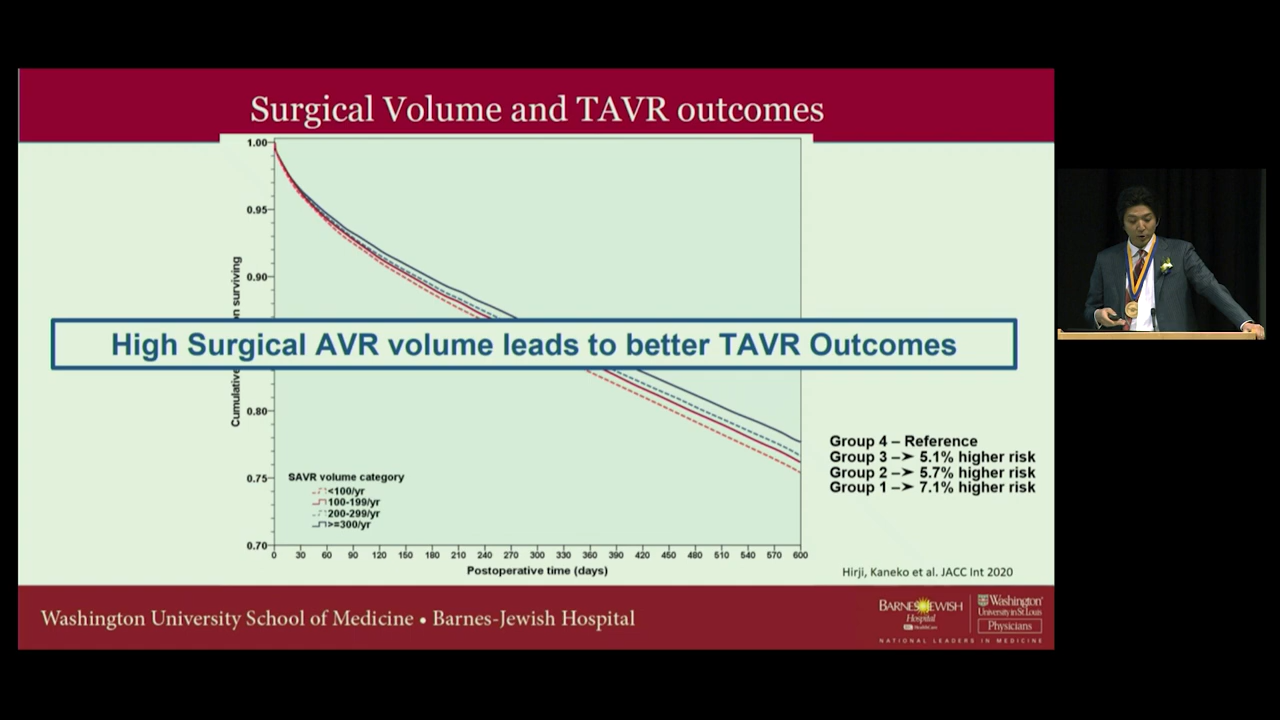 Surgical Volume and TAVR outcomes
1.00
0.95
0.90
0.80
0.75
0.70
Cumulative
on surviving
High Surgical AVR volume leads to better TAVR Outcomes
SAVR volume category
<100/yr
100-199/yr
200-299/yr
>=300/yr
0 30 60 90 120 150 180 210 240 270 300 330 360 390 420 450 480 510 540 570 600
Postoperative time (days)
Group 4 – Reference
Group 3 –➤ 5.1% higher risk
Group 2 –➤ 5.7% higher risk
Group 1 –➤ 7.1% higher risk
Hirji, Kaneko et al. JACC Int 2020
Washington University School of Medicine • Barnes-Jewish Hospital
BARNES JEWISH
Hospital
BJC HealthCare
Washington
University in St. Louis
Physicians
NATIONAL LEADERS IN MEDICINE